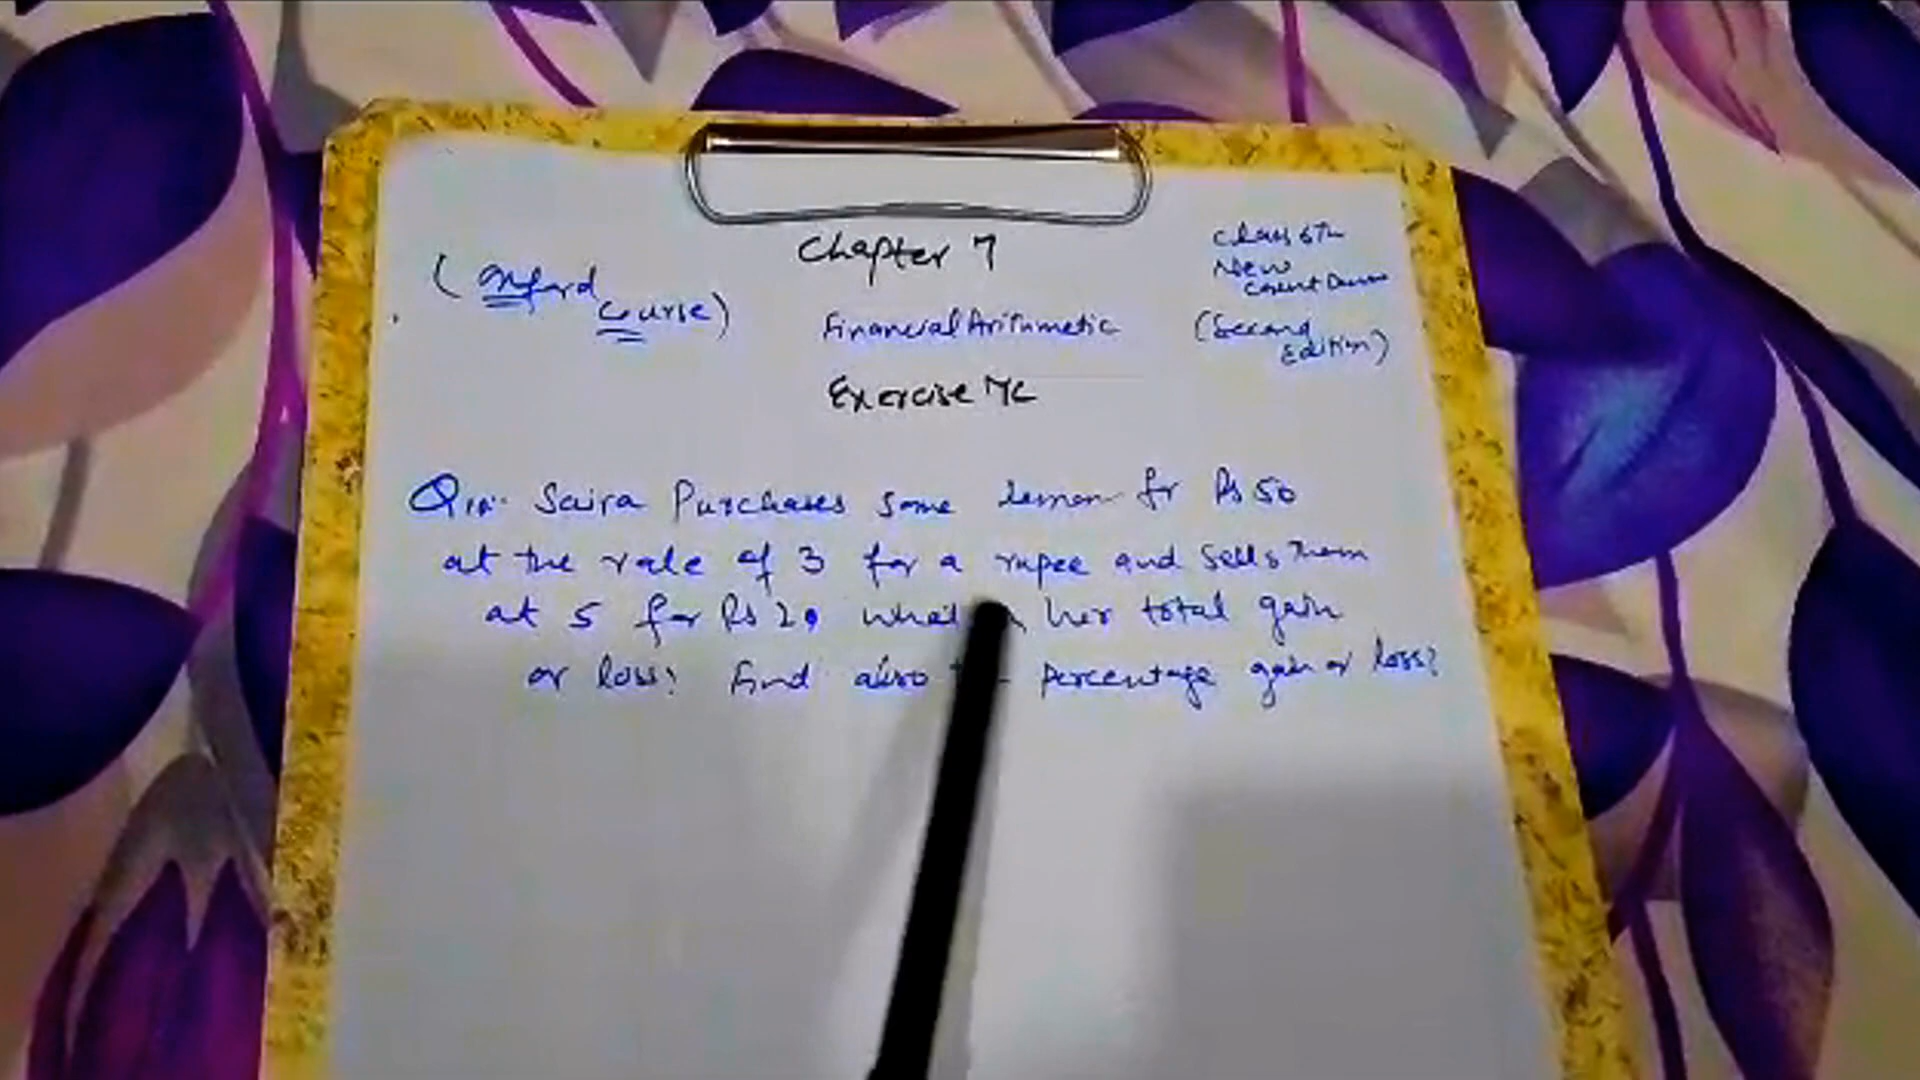 Chapter 7
(Oxford
Course)
Class 6th
New
Count Down
(Second
Edition)
Financial Arithmetic
Exercise 7C
Saira Purchases some lemon for Rs 50
at the rate of 3 for a rupee and sells them
at 5 for Rs 2. what her total gain
or loss? Find also percentage gain or loss?